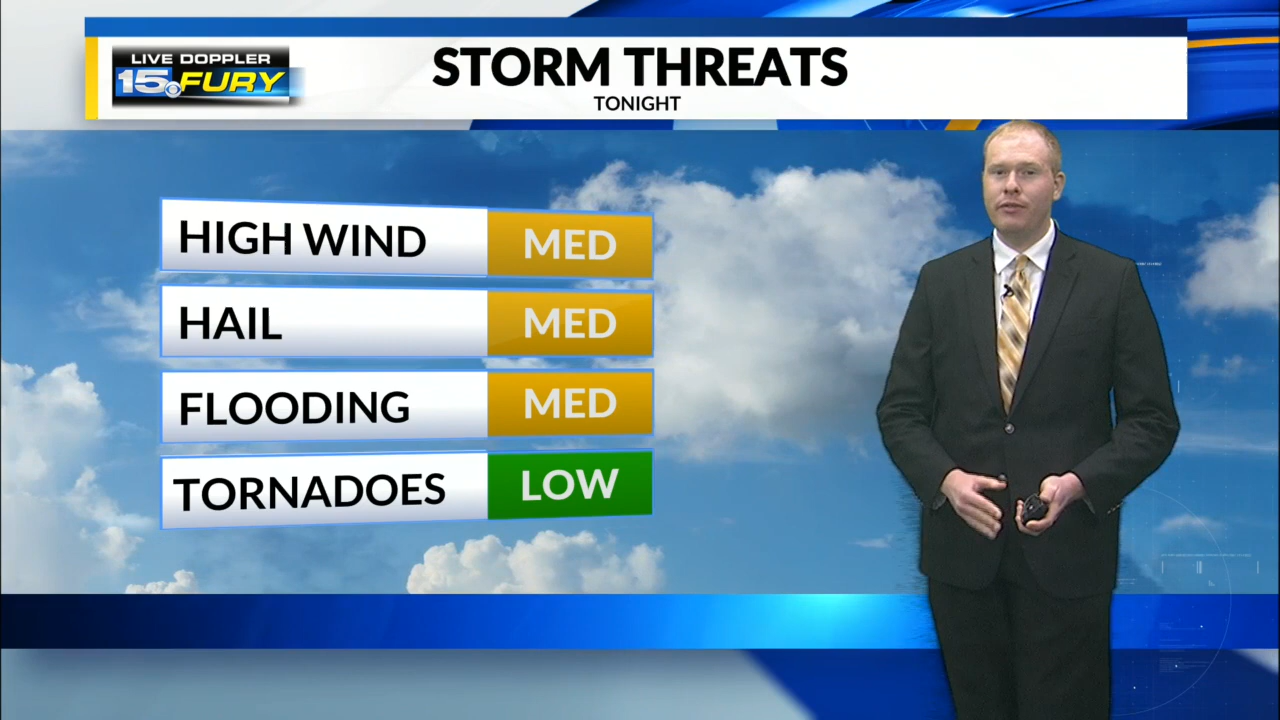 LIVE DOPPLER
15 FURY
STORM THREATS
TONIGHT
HIGH WIND MED
HAIL MED
FLOODING MED
TORNADOES LOW